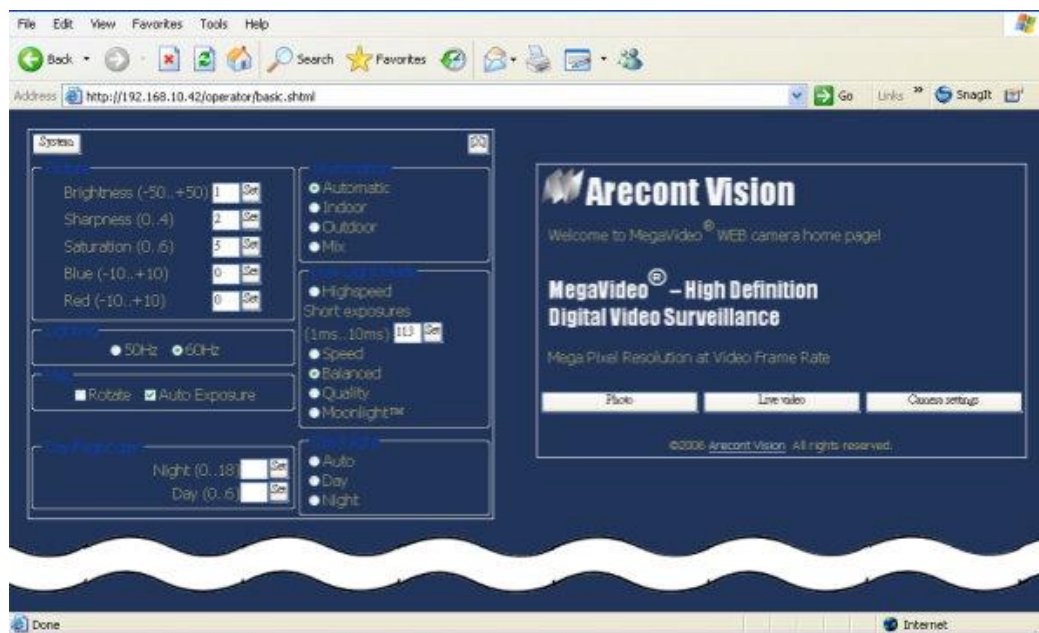 File Edit View Favorites Tools Help
Back Search Favorites
Address http://192.168.10.42/operator/basic.shtml Go Links » SnagIt
System
Brightness (-50..+50) 1 Set
Sharpness (0..4) 2 Set
Saturation (0..6) 5 Set
Blue (-10..+10) 0 Set
Red (-10..+10) 0 Set
50Hz 60Hz
Rotate Auto Exposure
Night (0..18) Set
Day (0..6) Set
Automatic
Indoor
Outdoor
Mix
Highspeed
Short exposures
(1ms..10ms) Set
Speed
Balanced
Quality
Moonlight™
Auto
Day
Night
Arecont Vision
Welcome to MegaVideo® WEB camera home page!
MegaVideo® – High Definition
Digital Video Surveillance
Mega Pixel Resolution at Video Frame Rate
Photo Live video Camera settings
©2006 Arecont Vision. All rights reserved.
Done Internet